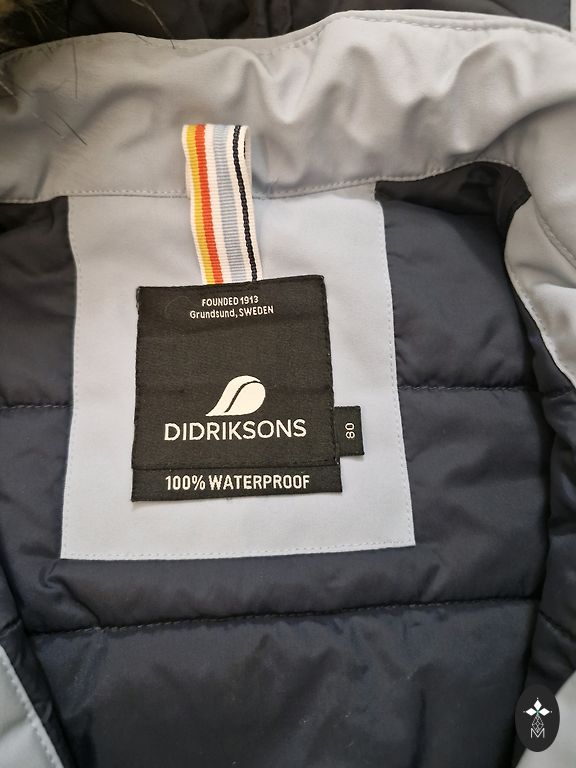 FOUNDED 1913
Grundsund, SWEDEN
DIDRIKSONS
80
100% WATERPROOF
M